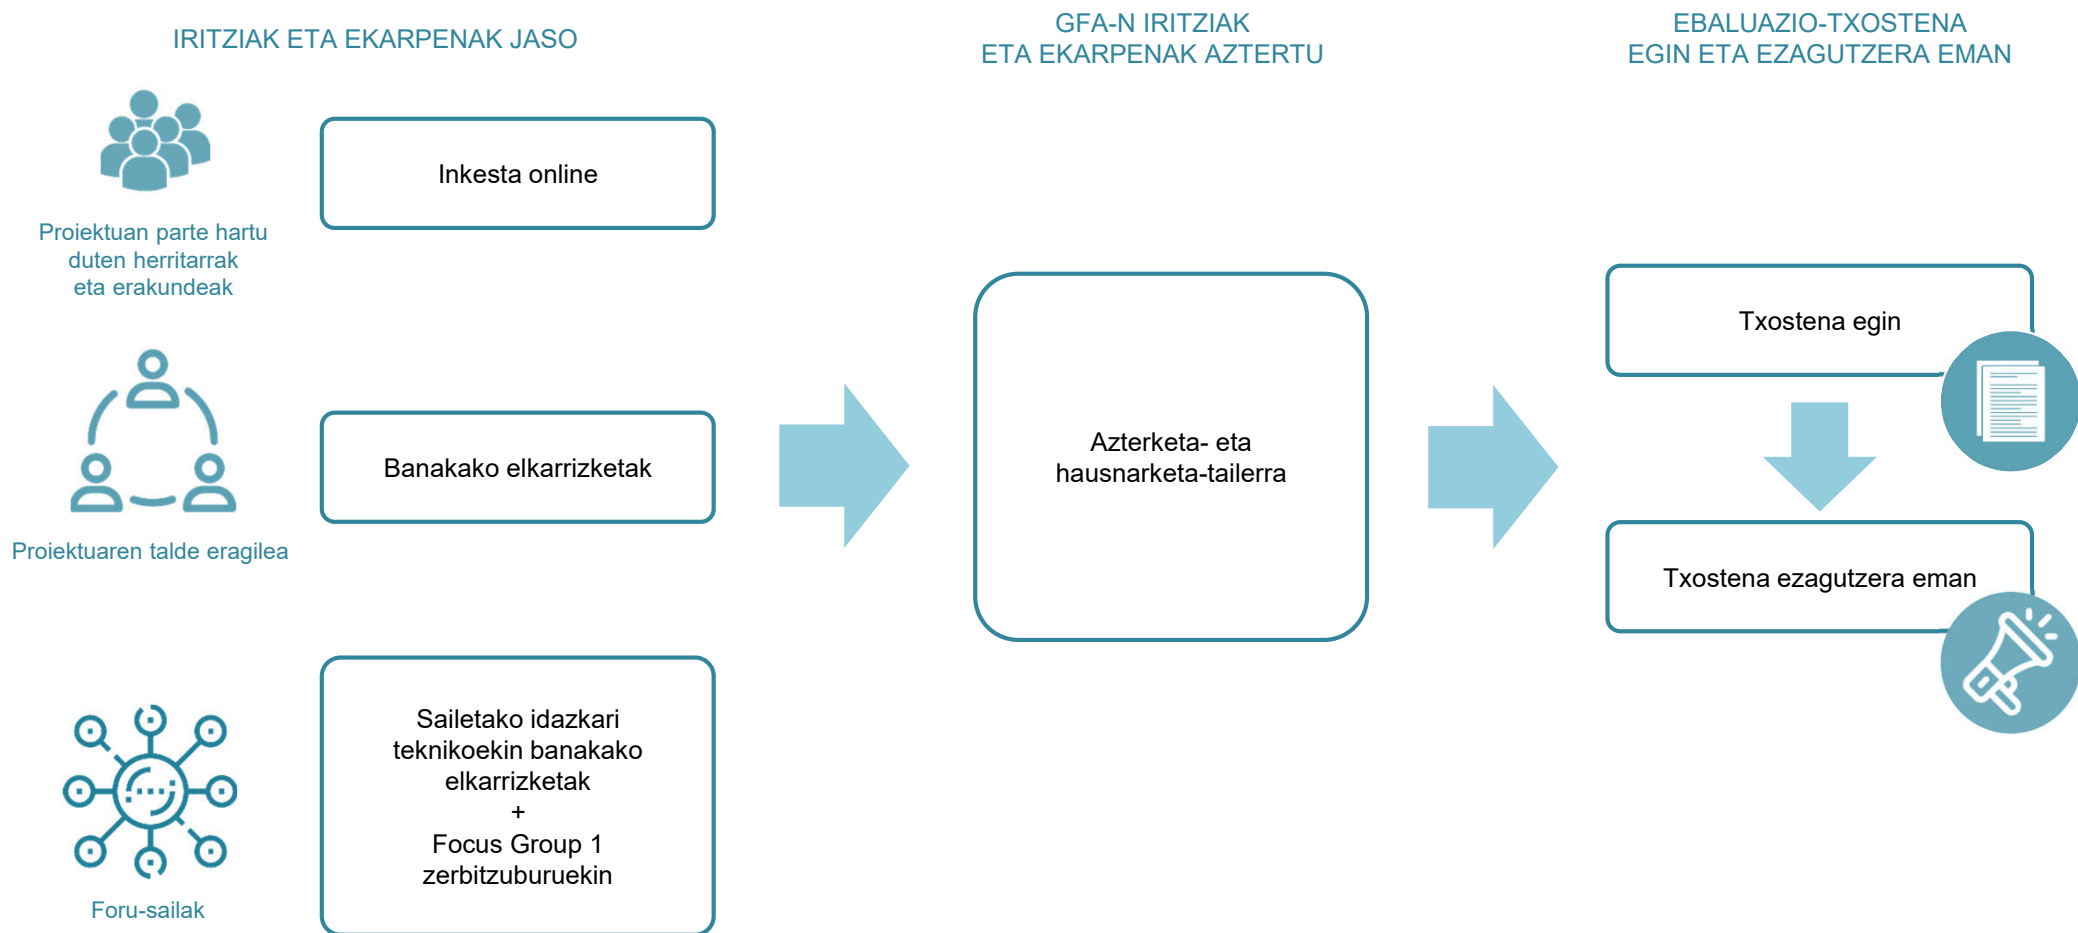 IRITZIAK ETA EKARPENAK JASO
GFA-N IRITZIAK
ETA EKARPENAK AZTERTU
EBALUAZIO-TXOSTENA
EGIN ETA EZAGUTZERA EMAN
Proiektuan parte hartu
duten herritarrak
eta erakundeak
Inkesta online
Proiektuaren talde eragilea
Banakako elkarrizketak
Foru-sailak
Sailetako idazkari
teknikoekin banakako
elkarrizketak
+
Focus Group 1
zerbitzuburuekin
Azterketa- eta
hausnarketa-tailerra
Txostena egin
Txostena ezagutzera eman